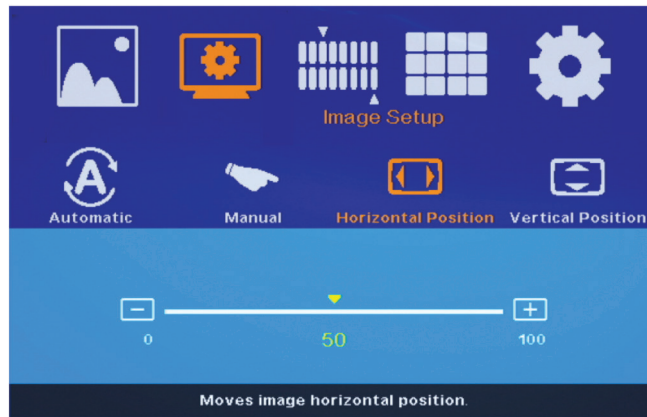 Image Setup
Automatic Manual Horizontal Position Vertical Position
0 50 100
Moves image horizontal position.